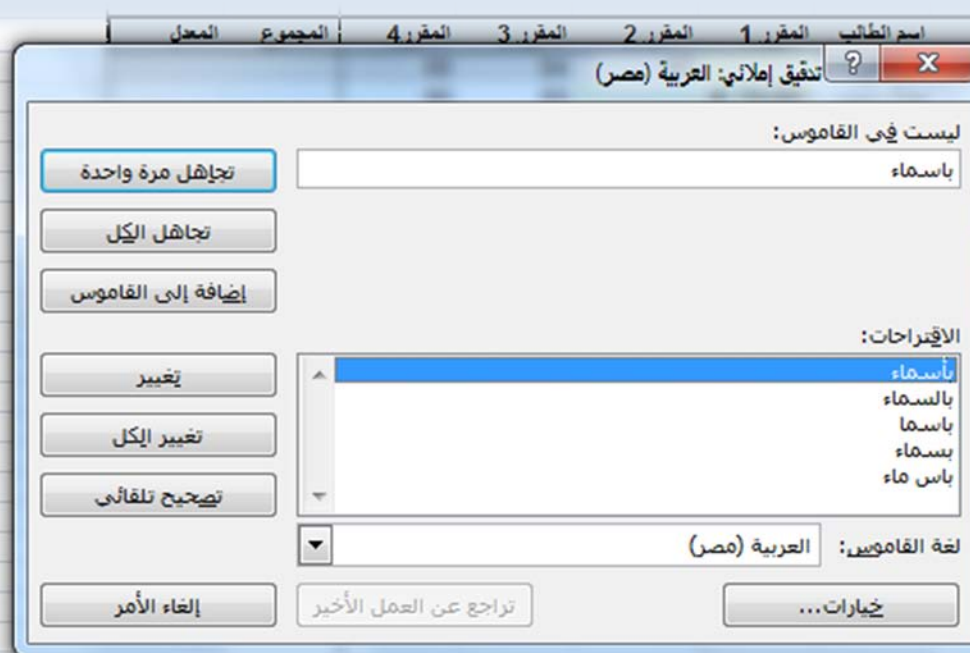 اسم الطالب المقرر 1 المقرر 2 المقرر 3 المقرر 4 المجموع المعدل
تدقيق إملائي: العربية (مصر)
ليست في القاموس:
باسماء
تجاهل مرة واحدة
تجاهل الكل
إضافة إلى القاموس
الاقتراحات:
بأسماء
بالسماء
باسما
بسماء
باس ماء
تغيير
تغيير الكل
تصحيح تلقائي
لغة القاموس: العربية (مصر)
خيارات...
تراجع عن العمل الأخير
إلغاء الأمر